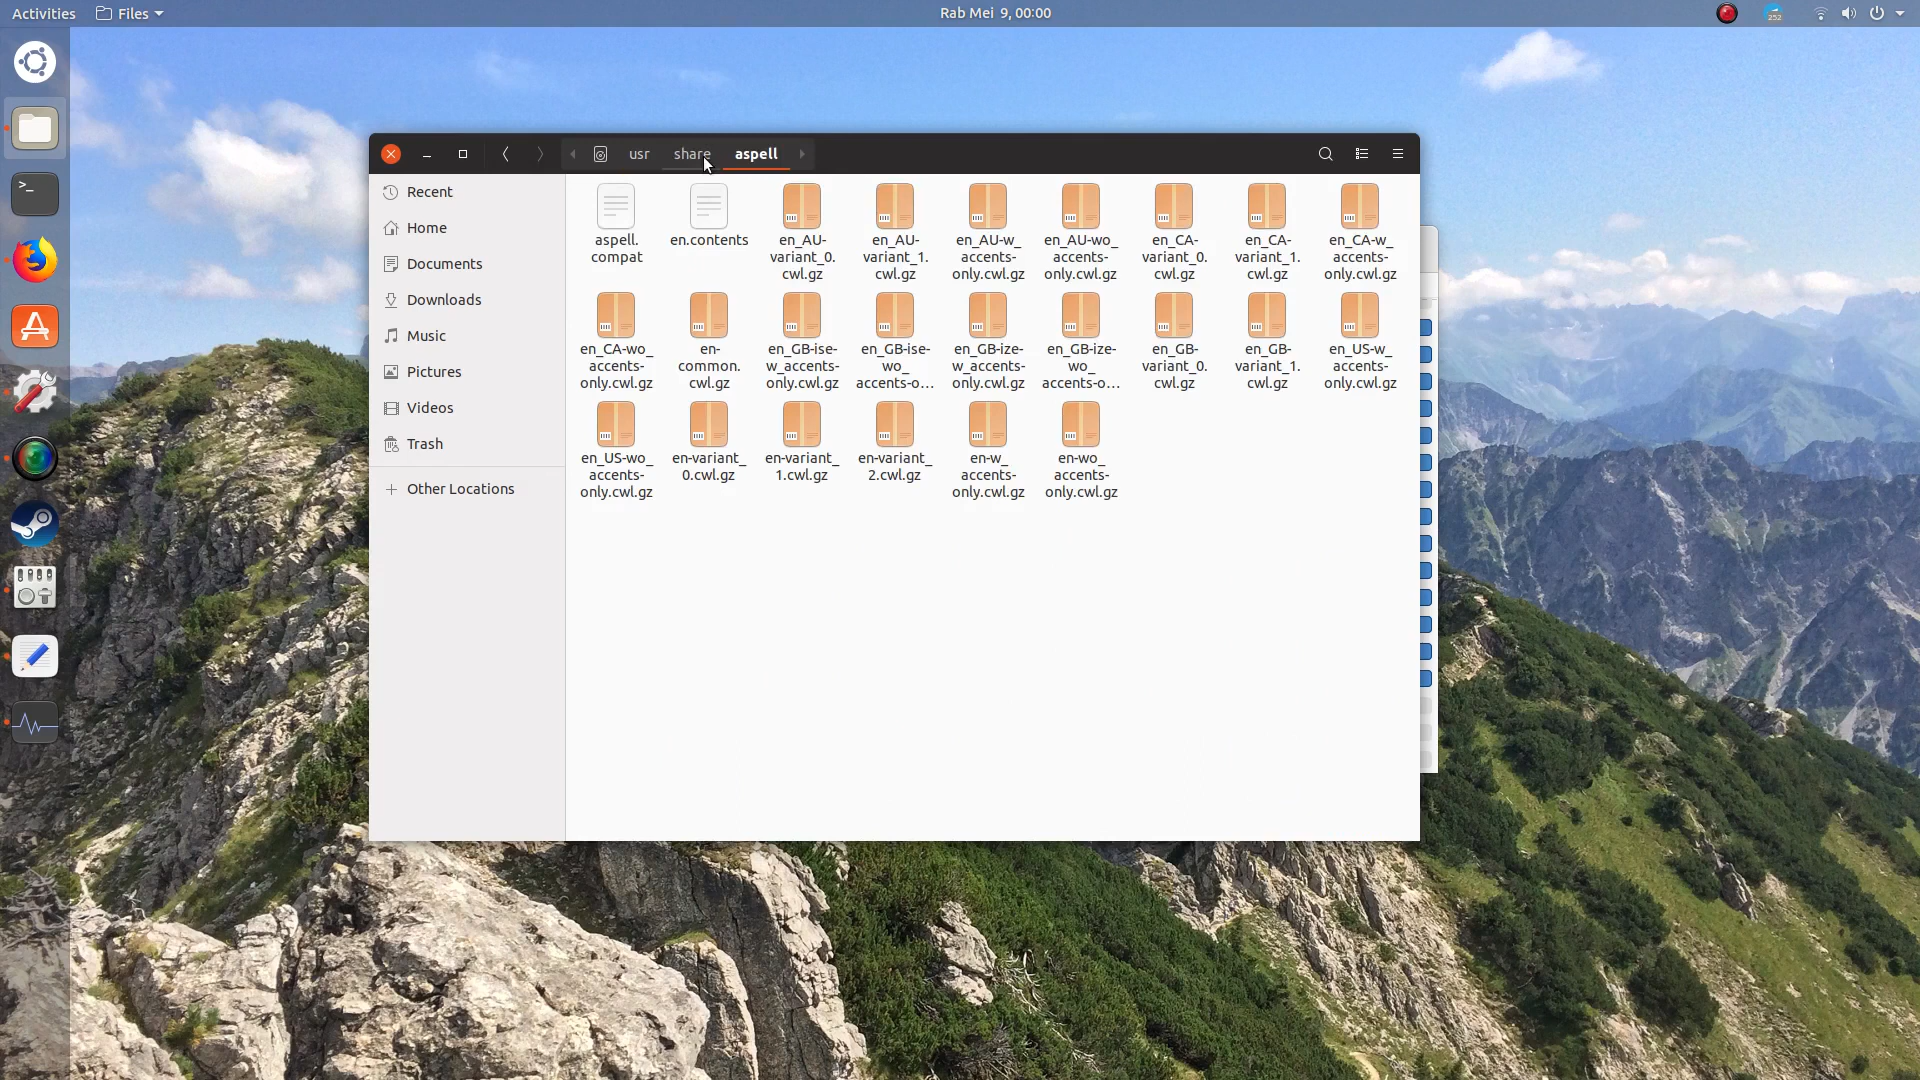 Activities
Files
Rab Mei 9, 00:00
252
usr
share
aspell
Recent
Home
Documents
Downloads
Music
Pictures
Videos
Trash
Other Locations
aspell.
compat
en.contents
en_AU-
variant_0.
cwl.gz
en_AU-
variant_1.
cwl.gz
en_AU-w_
accents-
only.cwl.gz
en_AU-wo_
accents-
only.cwl.gz
en_CA-
variant_0.
cwl.gz
en_CA-
variant_1.
cwl.gz
en_CA-w_
accents-
only.cwl.gz
en_CA-wo_
accents-
only.cwl.gz
en-
common.
cwl.gz
en_GB-ise-
w_accents-
only.cwl.gz
en_GB-ise-
wo_
accents-o…
en_GB-ize-
w_accents-
only.cwl.gz
en_GB-ize-
wo_
accents-o…
en_GB-
variant_0.
cwl.gz
en_GB-
variant_1.
cwl.gz
en_US-w_
accents-
only.cwl.gz
en_US-wo_
accents-
only.cwl.gz
en-variant_
0.cwl.gz
en-variant_
1.cwl.gz
en-variant_
2.cwl.gz
en-w_
accents-
only.cwl.gz
en-wo_
accents-
only.cwl.gz